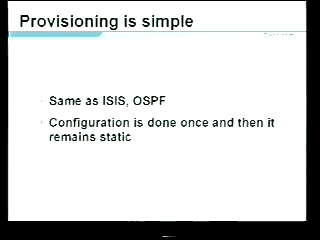 Provisioning is simple
Same as ISIS, OSPF
Configuration is done once and then it
remains static